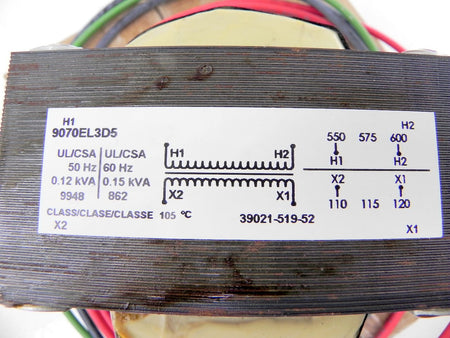 H1
H2
9070EL3D5
UL/CSA UL/CSA
50 Hz 60 Hz
0.12 kVA 0.15 kVA
9948 862
CLASS/CLASE/CLASSE 105 ºC
X2
H1 H2
X2 X1
39021-519-52
550 575 600
H1 H2
X2 X1
110 115 120
X1